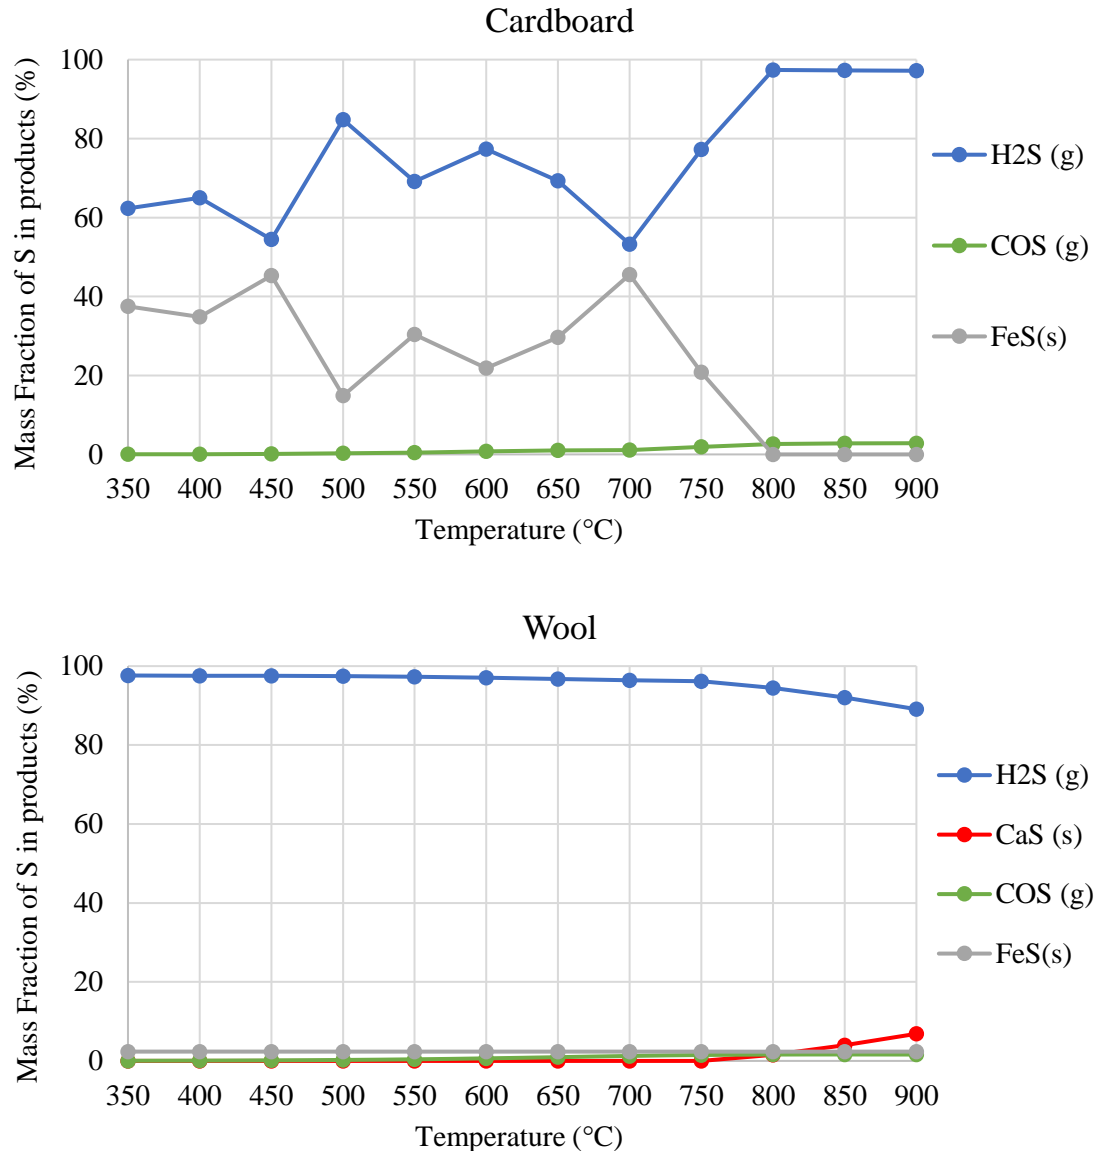 Cardboard
Mass Fraction of S in products (%)
100
80
60
40
20
0
350 400 450 500 550 600 650 700 750 800 850 900
Temperature (°C)
H2S (g)
COS (g)
FeS(s)
Wool
Mass Fraction of S in products (%)
100
80
60
40
20
0
350 400 450 500 550 600 650 700 750 800 850 900
Temperature (°C)
H2S (g)
CaS (s)
COS (g)
FeS(s)